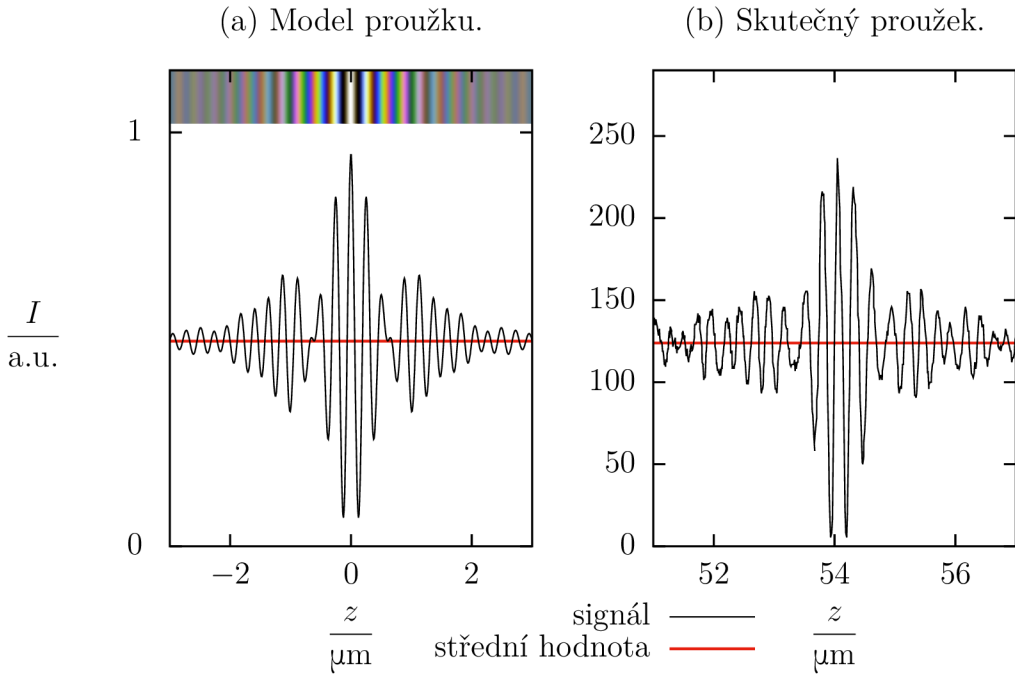 (a) Model proužku.
(b) Skutečný proužek.
1
0
I
a.u.
−2 0 2
z
µm
250
200
150
100
50
0
52 54 56
z
µm
signál
střední hodnota